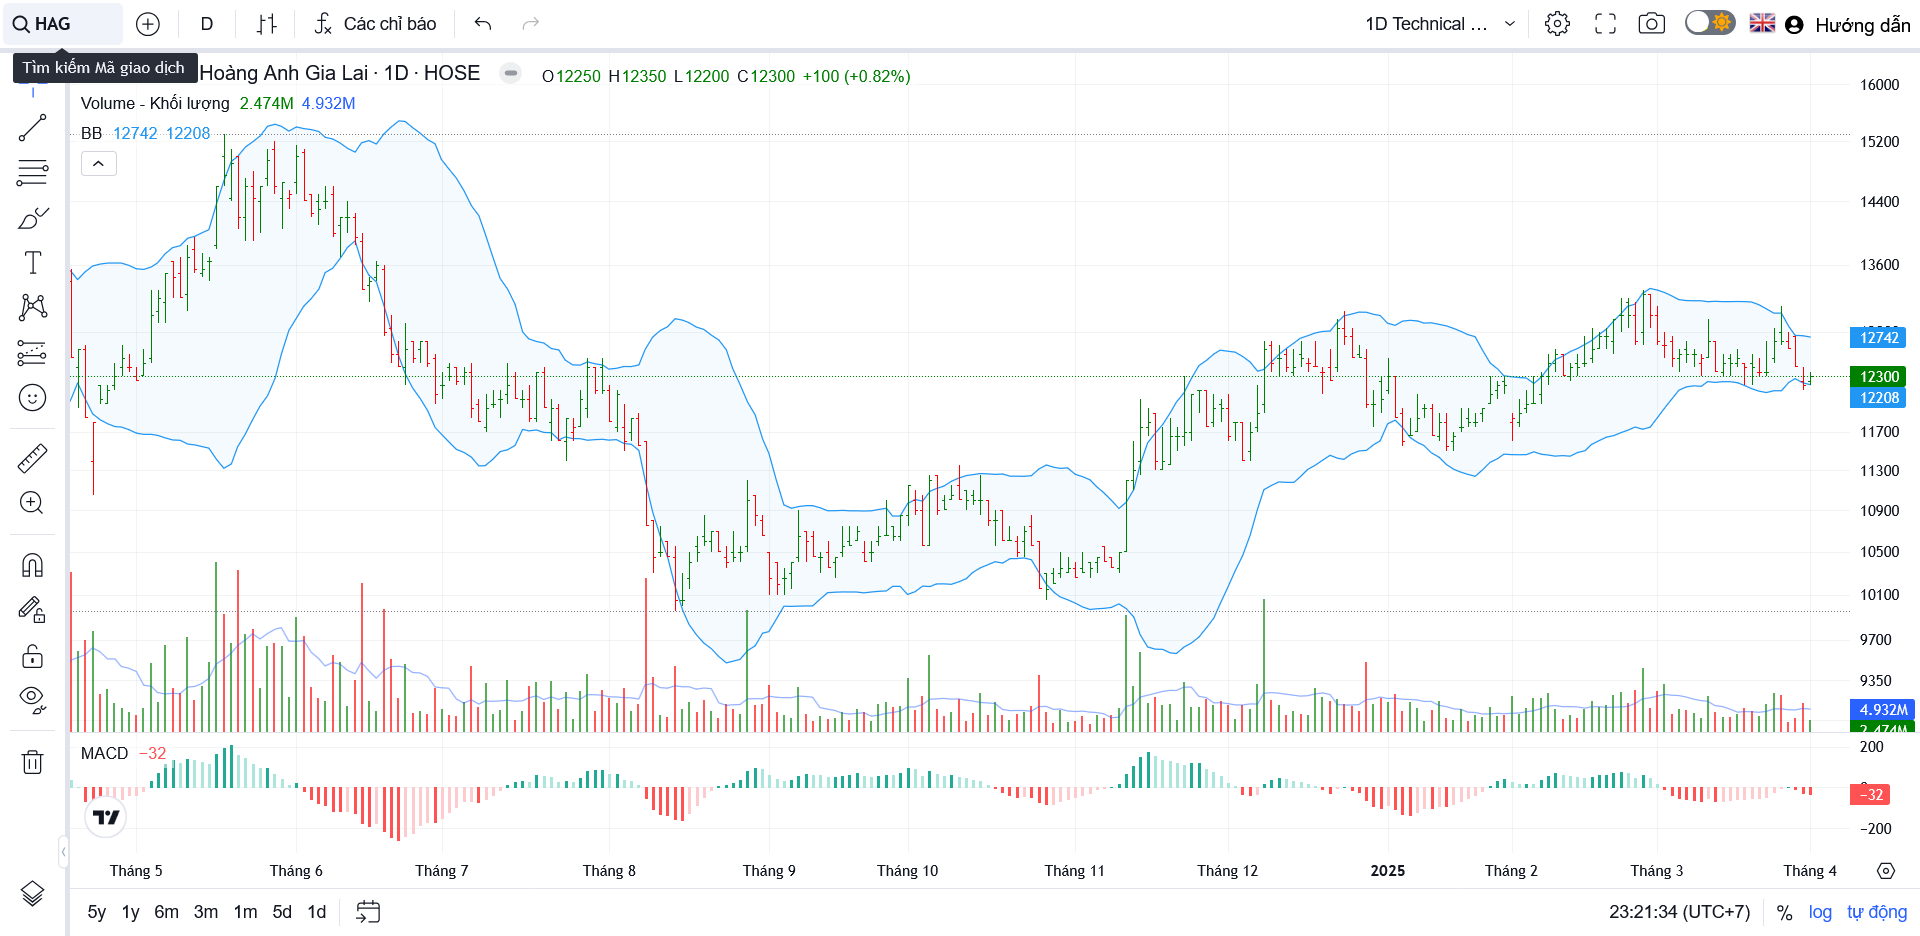 HAG
D
Các chỉ báo
1D Technical ...
Hướng dẫn
Tìm kiếm Mã giao dịch
Hoàng Anh Gia Lai · 1D · HOSE
O12250 H12350 L12200 C12300 +100 (+0.82%)
Volume - Khối lượng 2.474M 4.932M
BB 12742 12208
16000
15200
14400
13600
12742
12300
12208
11700
11300
10900
10500
10100
9700
9350
4.932M
2.474M
MACD −32
200
−32
−200
Tháng 5 Tháng 6 Tháng 7 Tháng 8 Tháng 9 Tháng 10 Tháng 11 Tháng 12 2025 Tháng 2 Tháng 3 Tháng 4
5y 1y 6m 3m 1m 5d 1d
23:21:34 (UTC+7) % log tự động